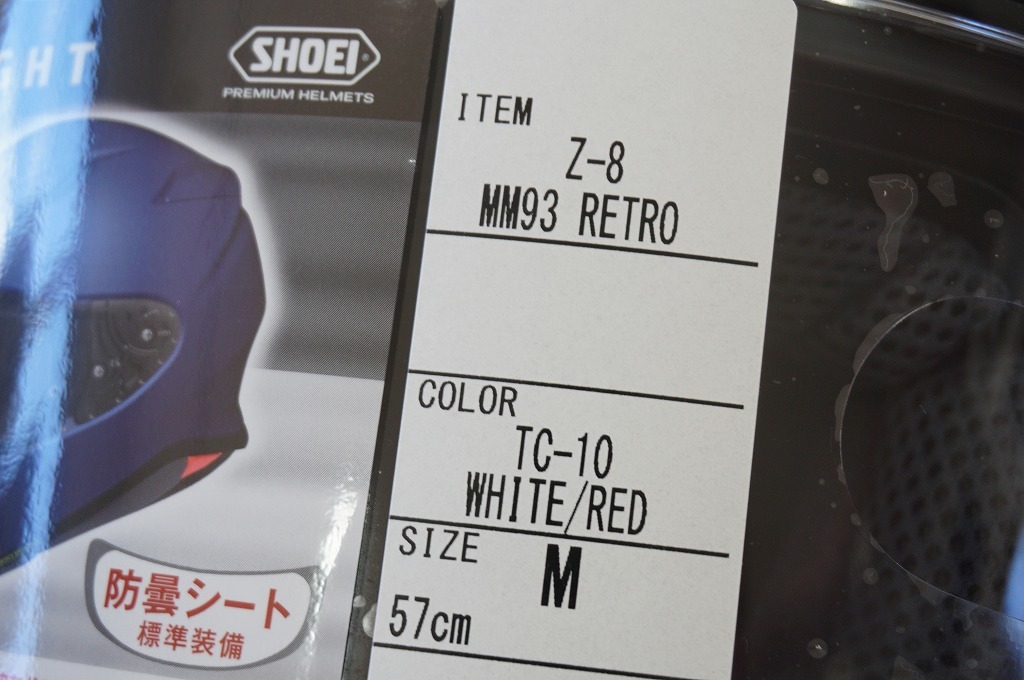 GHT
SHOEI
PREMIUM HELMETS
防曇シート
標準装備
ITEM
Z-8
MM93 RETRO
COLOR
TC-10
WHITE/RED
SIZE
M
57cm